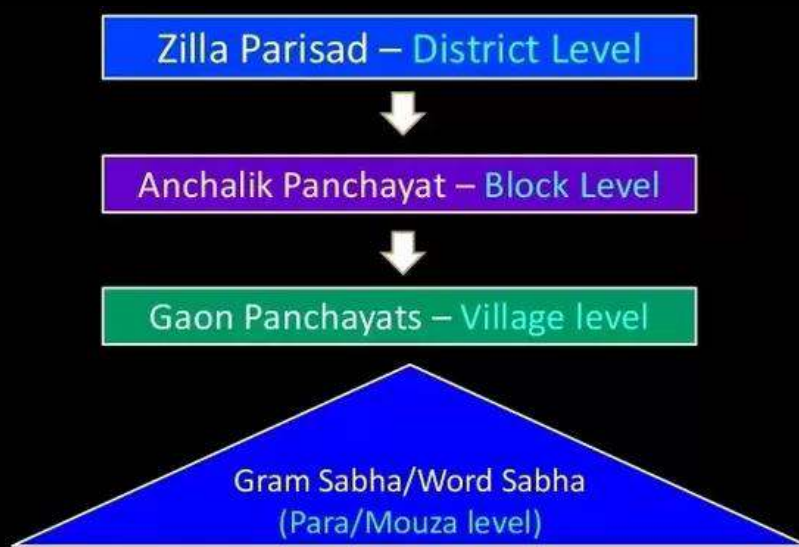 Zilla Parisad – District Level
Anchalik Panchayat – Block Level
Gaon Panchayats – Village level
Gram Sabha/Word Sabha
(Para/Mouza level)